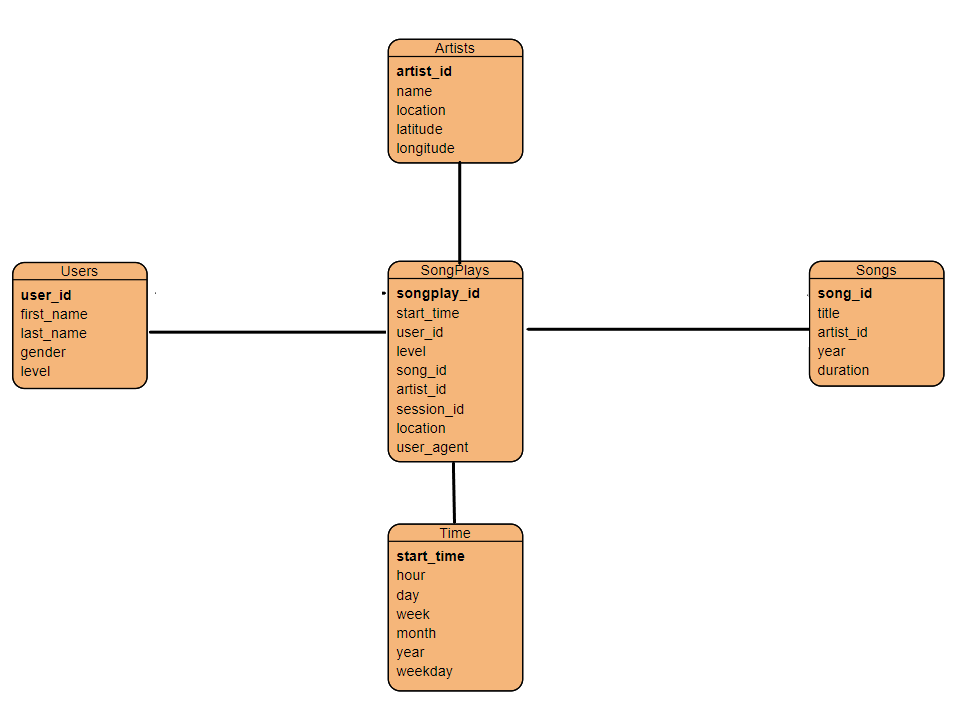 Artists
artist_id
name
location
latitude
longitude
Users
user_id
first_name
last_name
gender
level
SongPlays
songplay_id
start_time
user_id
level
song_id
artist_id
session_id
location
user_agent
Songs
song_id
title
artist_id
year
duration
Time
start_time
hour
day
week
month
year
weekday